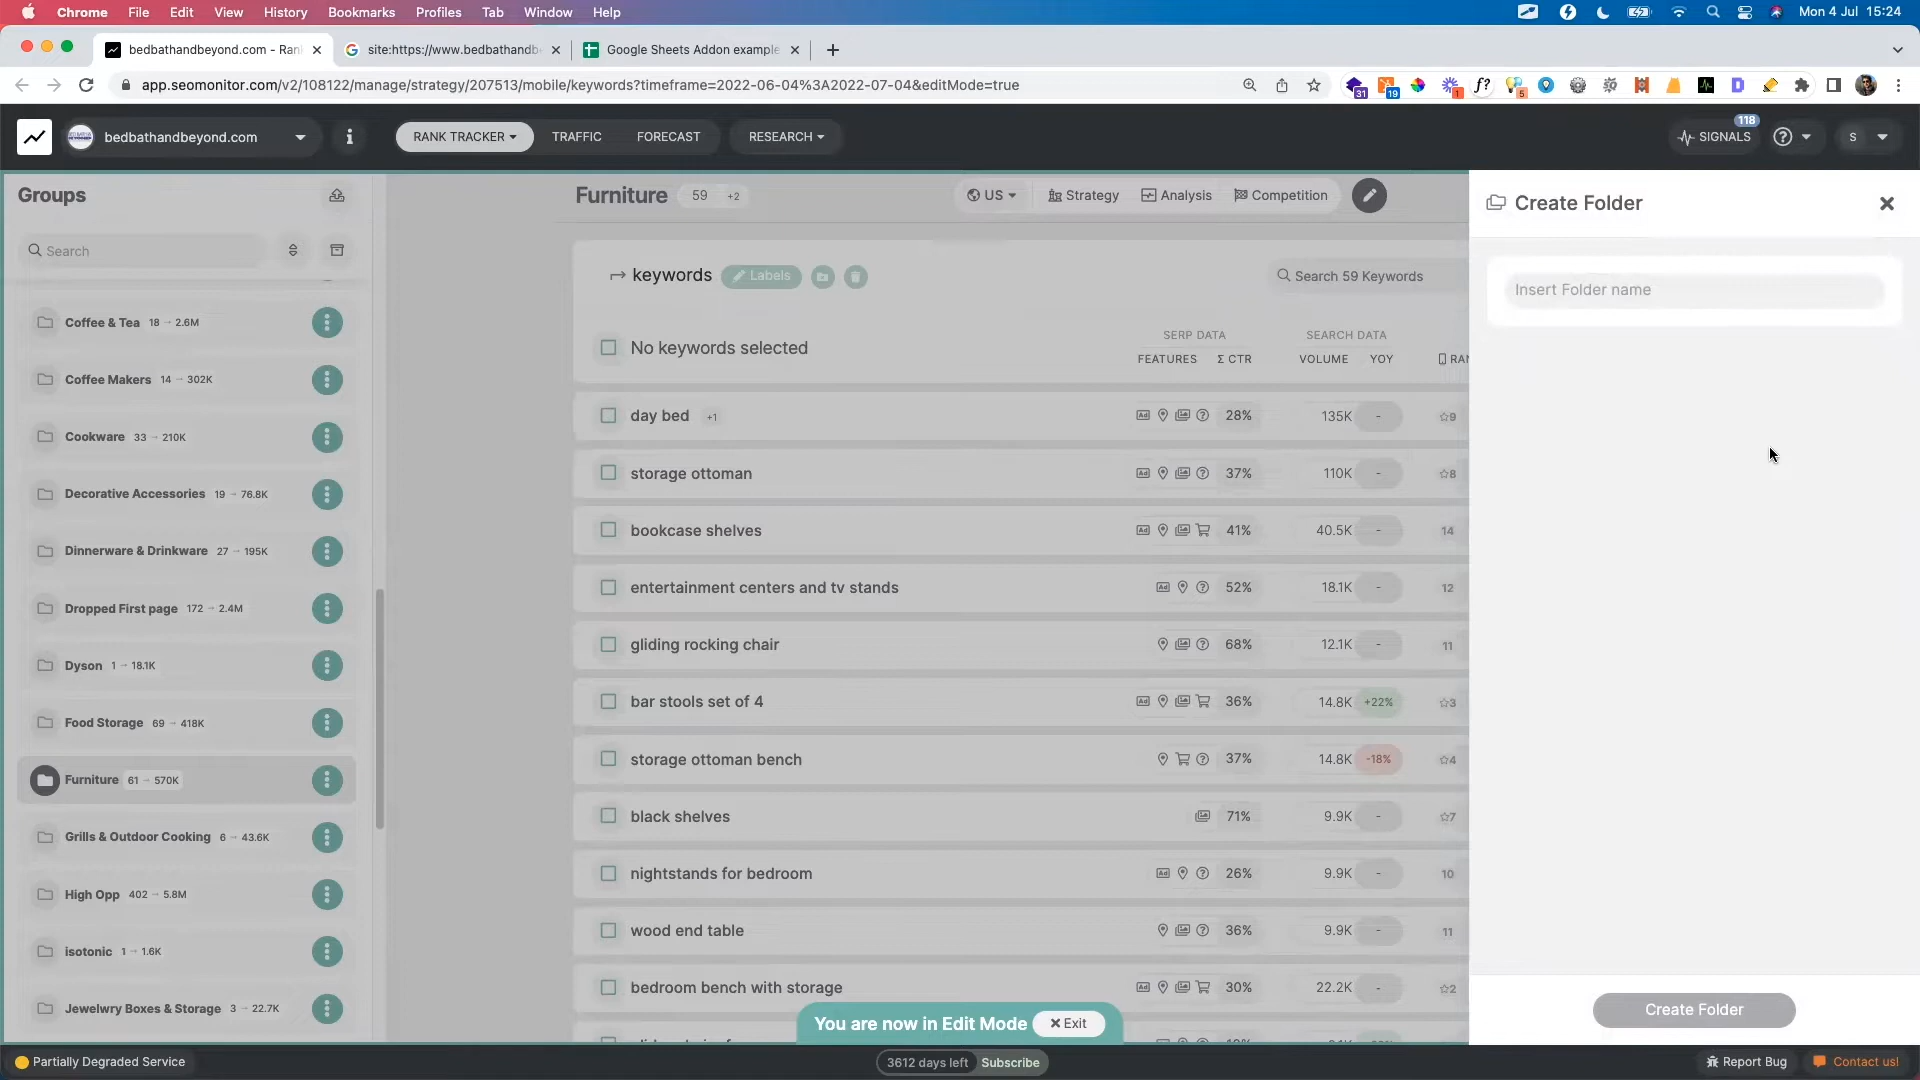 Chrome File Edit View History Bookmarks Profiles Tab Window Help Mon 4 Jul 15:24
bedbathandbeyond.com - Ran site:https://www.bedbathandb Google Sheets Addon example
app.seomonitor.com/v2/108122/manage/strategy/207513/mobile/keywords?timeframe=2022-06-04%3A2022-07-04&editMode=true
31 19 1 f? 5
bedbathandbeyond.com RANK TRACKER TRAFFIC FORECAST RESEARCH 118 SIGNALS S
Groups
Search
Coffee & Tea 18 - 2.6M
Coffee Makers 14 - 302K
Cookware 33 - 210K
Decorative Accessories 19 - 76.8K
Dinnerware & Drinkware 27 - 195K
Dropped First page 172 - 2.4M
Dyson 1 - 18.1K
Food Storage 69 - 418K
Furniture 61 - 570K
Grills & Outdoor Cooking 6 - 43.6K
High Opp 402 - 5.8M
isotonic 1 - 1.6K
Jewelwry Boxes & Storage 3 - 22.7K
Furniture 59 +2 US Strategy Analysis Competition
keywords Labels Search 59 Keywords
SERP DATA SEARCH DATA
No keywords selected FEATURES Σ CTR VOLUME YOY RAN
day bed +1 Ad 28% 135K - 9
storage ottoman Ad 37% 110K - 8
bookcase shelves Ad 41% 40.5K - 14
entertainment centers and tv stands Ad 52% 18.1K - 12
gliding rocking chair 68% 12.1K - 11
bar stools set of 4 Ad 36% 14.8K +22% 3
storage ottoman bench 37% 14.8K -18% 4
black shelves 71% 9.9K - 7
nightstands for bedroom Ad 26% 9.9K - 10
wood end table 36% 9.9K - 11
bedroom bench with storage Ad 30% 22.2K - 2
You are now in Edit Mode Exit
Create Folder
Insert Folder name
Create Folder
Partially Degraded Service 3612 days left Subscribe Report Bug Contact us!